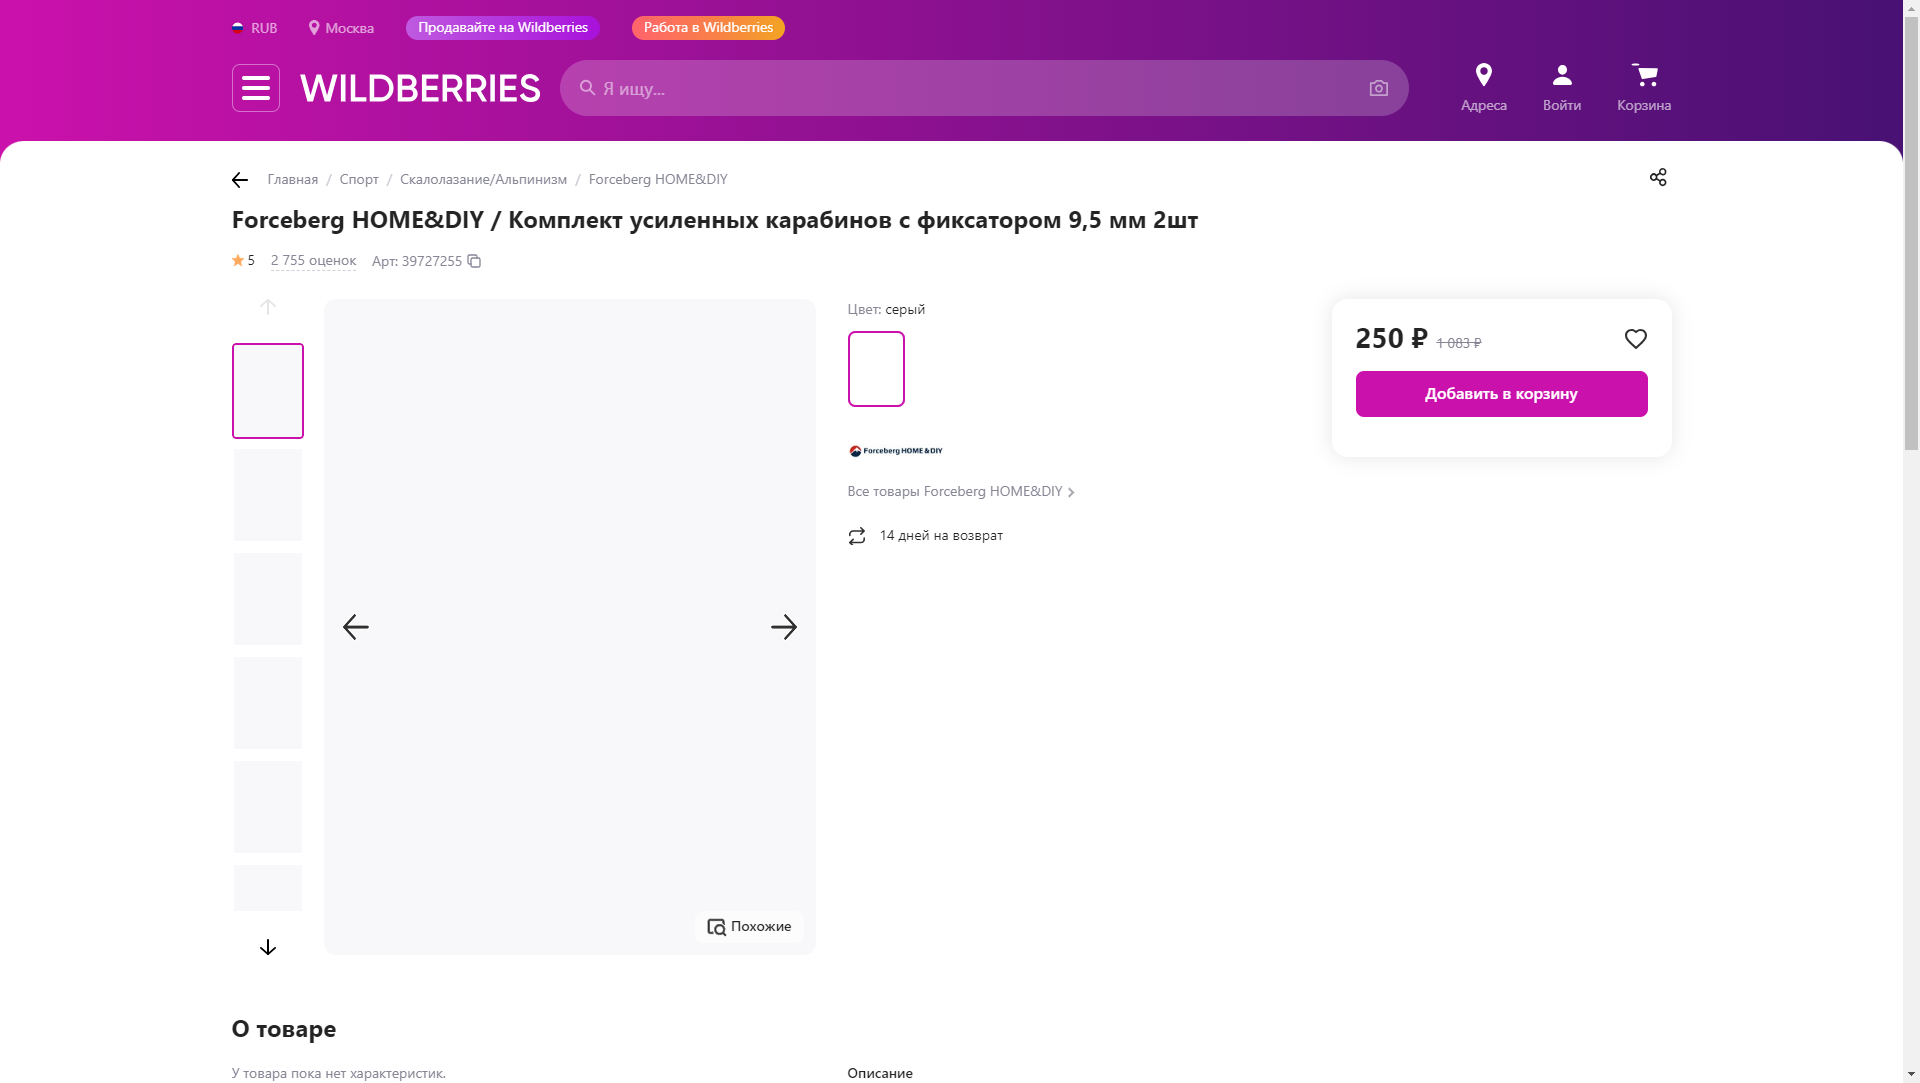 RUB
Москва
Продавайте на Wildberries
Работа в Wildberries
WILDBERRIES
Я ищу...
Адреса
Войти
Корзина
Главная / Спорт / Скалолазание/Альпинизм / Forceberg HOME&DIY
Forceberg HOME&DIY / Комплект усиленных карабинов с фиксатором 9,5 мм 2шт
5
2 755 оценок
Арт: 39727255
Цвет: серый
250 ₽ 1 083 ₽
Добавить в корзину
Forceberg HOME & DIY
Все товары Forceberg HOME&DIY
14 дней на возврат
Похожие
О товаре
У товара пока нет характеристик.
Описание